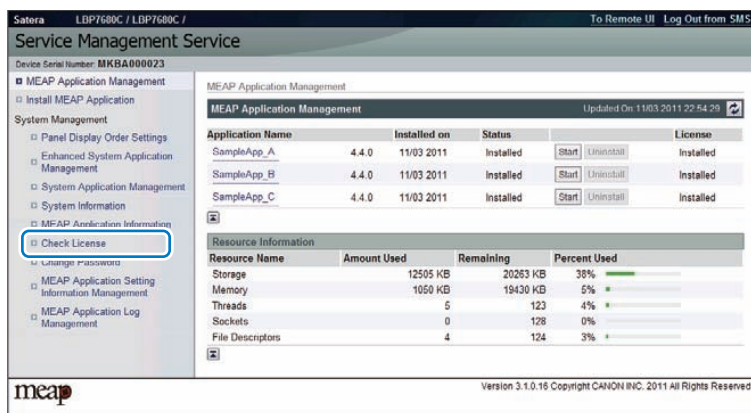 Satera LBP7680C / LBP7680C / To Remote UI Log Out from SMS
Service Management Service
Device Serial Number: MKBA000023
MEAP Application Management
Install MEAP Application
System Management
Panel Display Order Settings
Enhanced System Application
Management
System Application Management
System Information
MEAP Application Information
Check License
Change Password
MEAP Application Setting
Information Management
MEAP Application Log
Management
MEAP Application Management
MEAP Application Management Updated On:11/03 2011 22:54:29
Application Name Installed on Status License
SampleApp_A 4.4.0 11/03 2011 Installed Start Uninstall Installed
SampleApp_B 4.4.0 11/03 2011 Installed Start Uninstall Installed
SampleApp_C 4.4.0 11/03 2011 Installed Start Uninstall Installed
Resource Information
Resource Name Amount Used Remaining Percent Used
Storage 12505 KB 20263 KB 38%
Memory 1050 KB 19430 KB 5%
Threads 5 123 4%
Sockets 0 128 0%
File Descriptors 4 124 3%
meap Version 3.1.0.16 Copyright CANON INC. 2011 All Rights Reserved